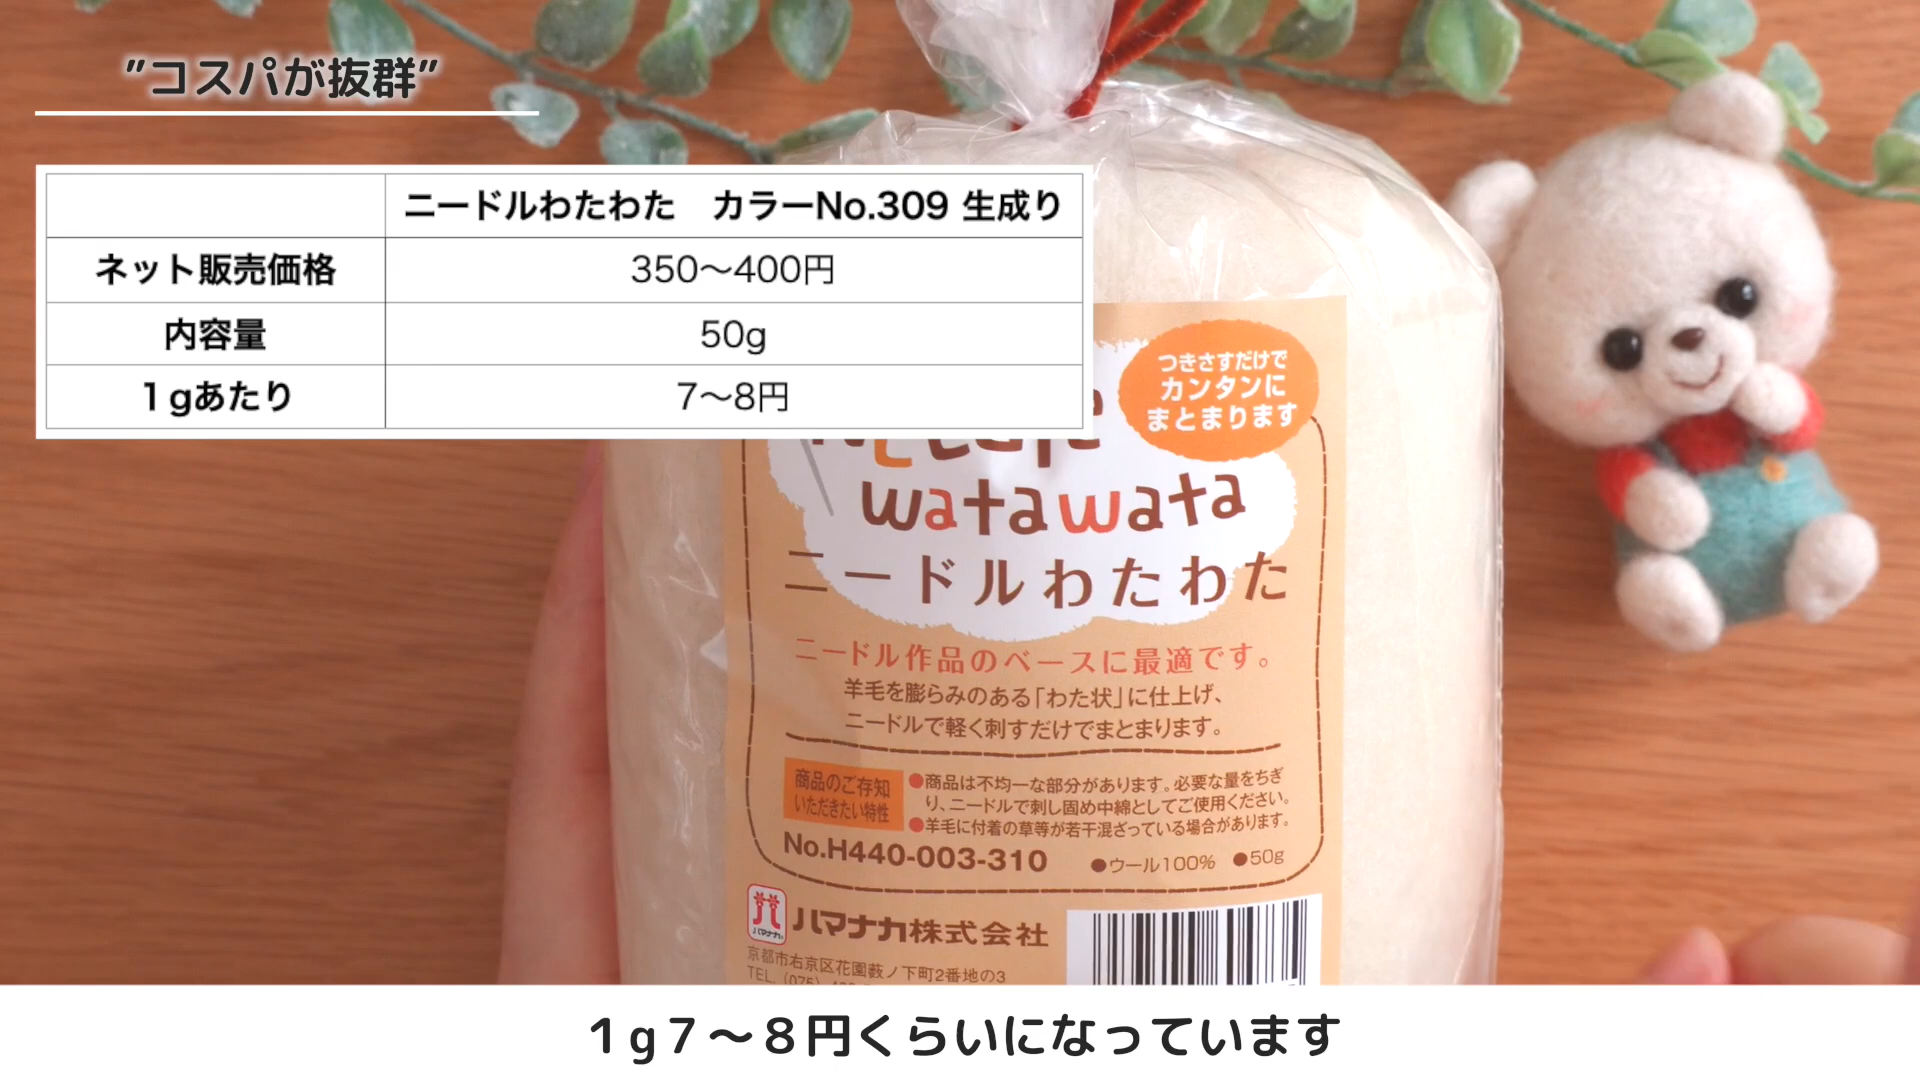 ”コスパが抜群”
ニードルわたわた　カラーNo.309 生成り
ネット販売価格 350〜400円
内容量 50g
1gあたり 7〜8円
つきさすだけで
カンタンに
まとまります
watawata
ニードルわたわた
ニードル作品のベースに最適です。
羊毛を膨らみのある「わた状」に仕上げ、
ニードルで軽く刺すだけでまとまります。
商品のご存知
いただきたい特性
●商品は不均一な部分があります。必要な量をちぎ
り、ニードルで刺し固め中綿としてご使用ください。
●羊毛に付着の草等が若干混ざっている場合があります。
No.H440-003-310 ●ウール100% ●50g
ハマナカ
ハマナカ株式会社
京都市右京区花園薮ノ下町2番地の3
TEL.
1g7〜8円くらいになっています